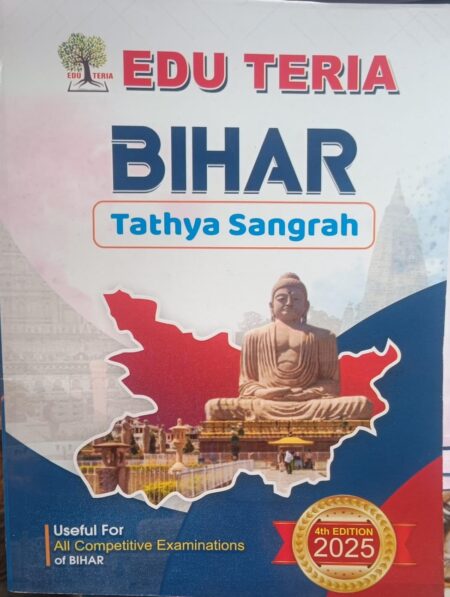 EDU TERIA
EDU TERIA
BIHAR
Tathya Sangrah
Useful For
All Competitive Examinations
of BIHAR
4th EDITION
2025